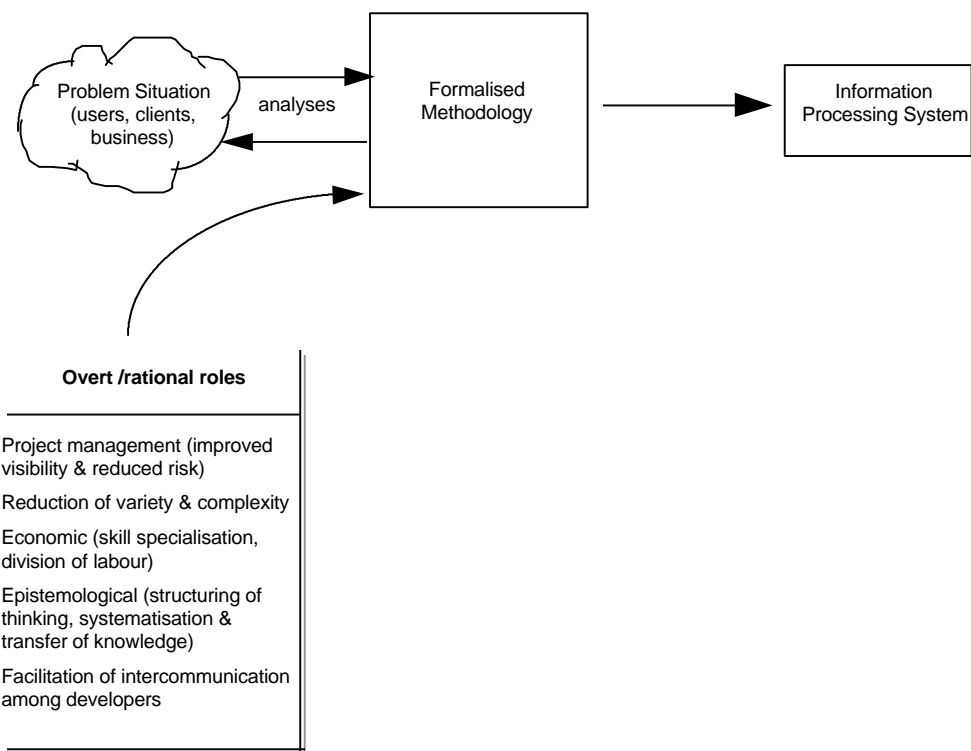 Problem Situation
(users, clients,
business)
analyses
Formalised
Methodology
Information
Processing System
Overt /rational roles
Project management (improved
visibility & reduced risk)
Reduction of variety & complexity
Economic (skill specialisation,
division of labour)
Epistemological (structuring of
thinking, systematisation &
transfer of knowledge)
Facilitation of intercommunication
among developers